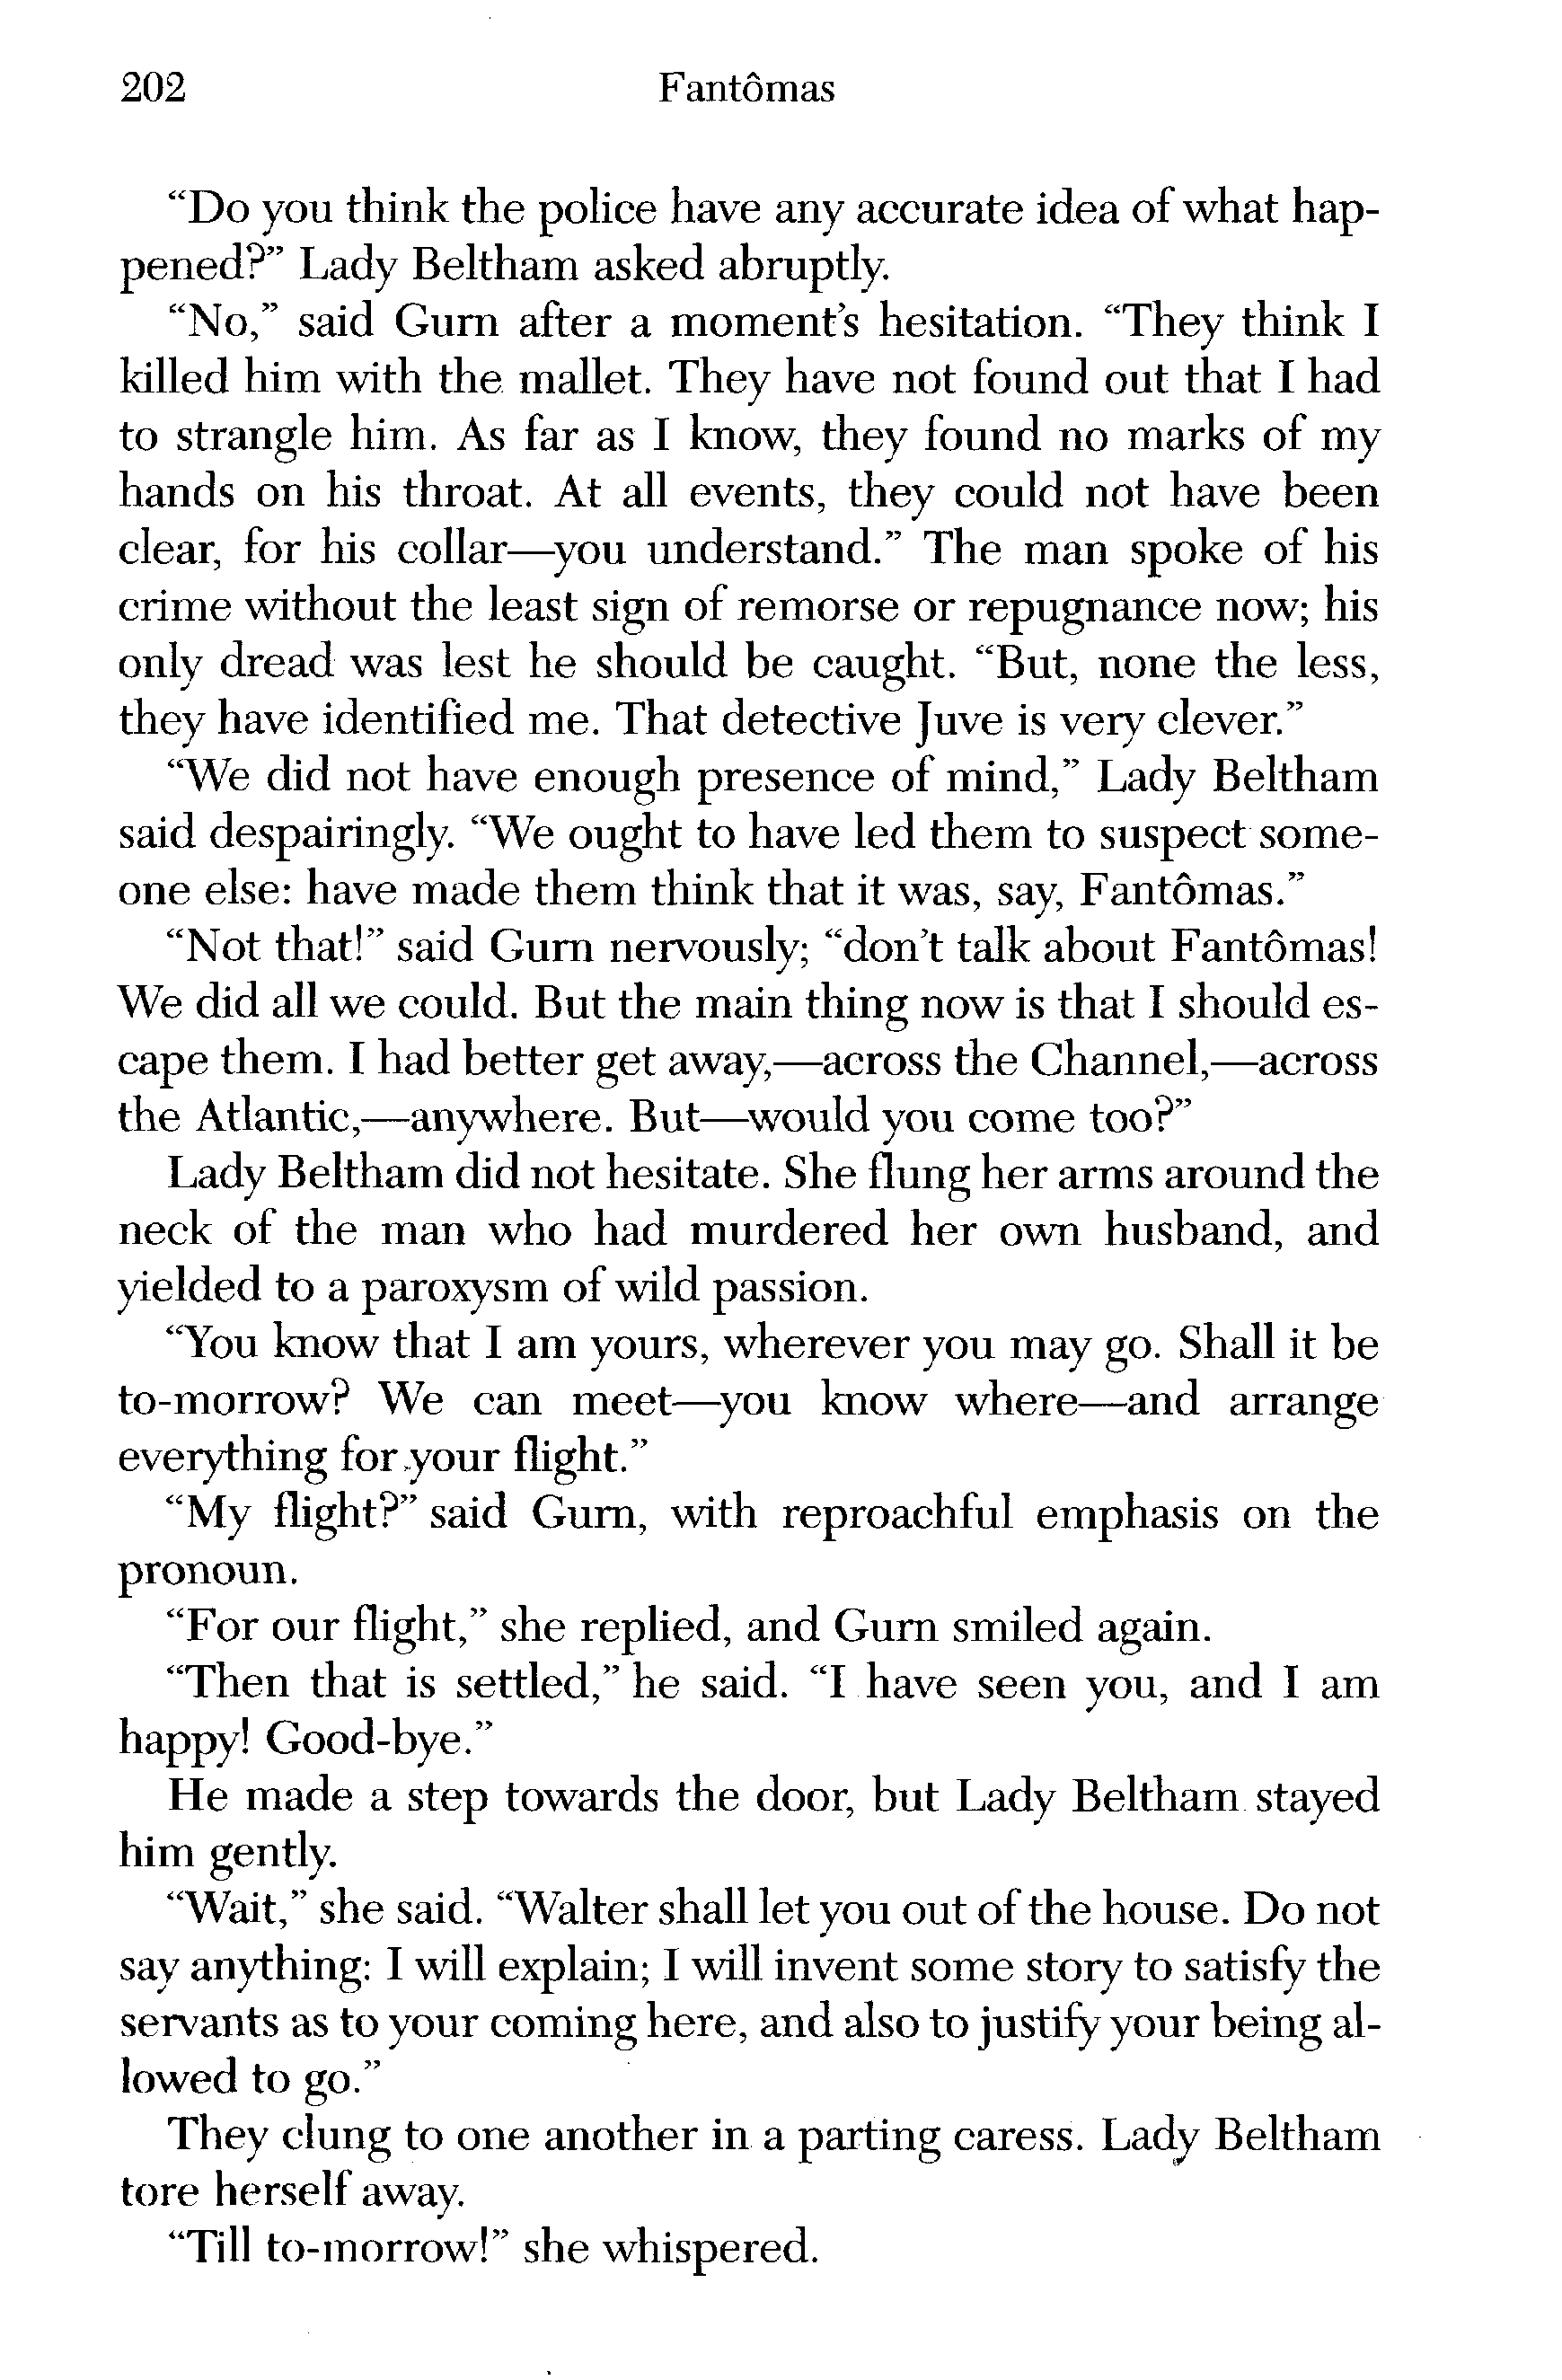 202 Fantômas
“Do you think the police have any accurate idea of what hap-
pened?” Lady Beltham asked abruptly.
“No,” said Gurn after a moment’s hesitation. “They think I
killed him with the mallet. They have not found out that I had
to strangle him. As far as I know, they found no marks of my
hands on his throat. At all events, they could not have been
clear, for his collar—you understand.” The man spoke of his
crime without the least sign of remorse or repugnance now; his
only dread was lest he should be caught. “But, none the less,
they have identified me. That detective Juve is very clever.”
“We did not have enough presence of mind,” Lady Beltham
said despairingly. “We ought to have led them to suspect some-
one else: have made them think that it was, say, Fantômas.”
“Not that!” said Gurn nervously; “don’t talk about Fantômas!
We did all we could. But the main thing now is that I should es-
cape them. I had better get away,—across the Channel,—across
the Atlantic,—anywhere. But—would you come too?”
Lady Beltham did not hesitate. She flung her arms around the
neck of the man who had murdered her own husband, and
yielded to a paroxysm of wild passion.
“You know that I am yours, wherever you may go. Shall it be
to-morrow? We can meet—you know where—and arrange
everything for your flight.”
“My flight?” said Gurn, with reproachful emphasis on the
pronoun.
“For our flight,” she replied, and Gurn smiled again.
“Then that is settled,” he said. “I have seen you, and I am
happy! Good-bye.”
He made a step towards the door, but Lady Beltham stayed
him gently.
“Wait,” she said. “Walter shall let you out of the house. Do not
say anything: I will explain; I will invent some story to satisfy the
servants as to your coming here, and also to justify your being al-
lowed to go.”
They clung to one another in a parting caress. Lady Beltham
tore herself away.
“Till to-morrow!” she whispered.